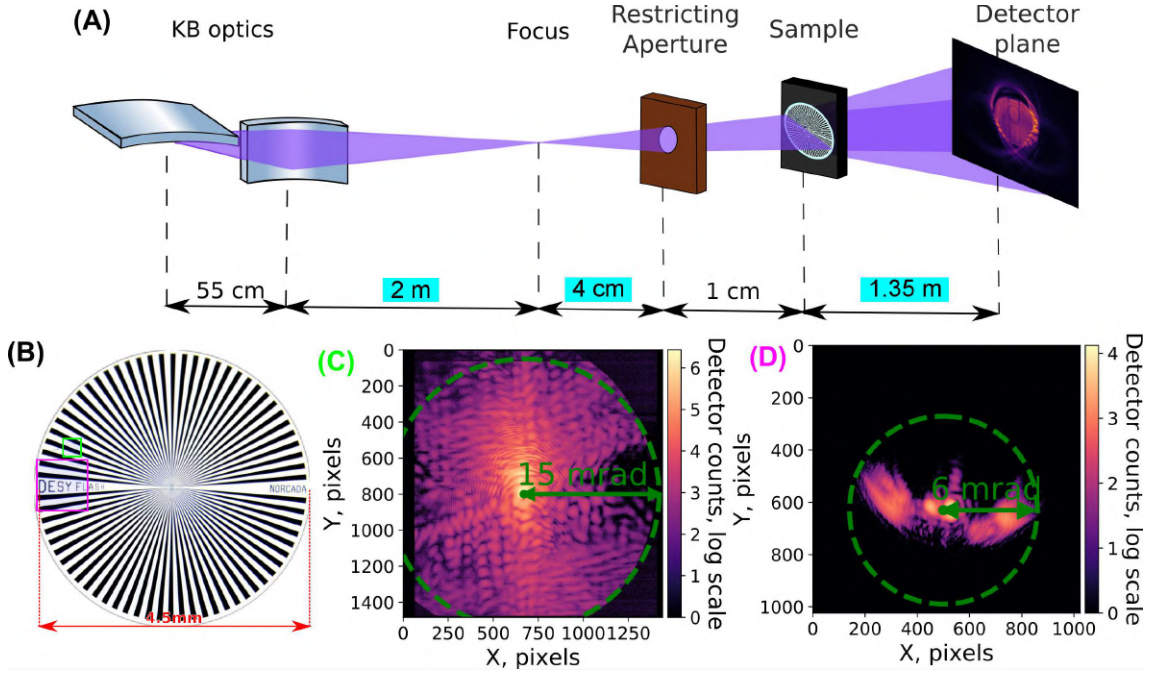 (A)
KB optics
Focus
Restricting
Aperture
Sample
Detector
plane
55 cm
2 m
4 cm
1 cm
1.35 m
(B)
DESY FLASH
NORCADA
4.5mm
(C)
0
200
400
600
800
1000
1200
1400
Y, pixels
15 mrad
0
250
500
750
1000
1250
X, pixels
6
5
4
3
2
1
0
Detector counts, log scale
(D)
0
200
400
600
800
1000
Y, pixels
6 mrad
0
200
400
600
800
1000
X, pixels
4
3
2
1
0
Detector counts, log scale